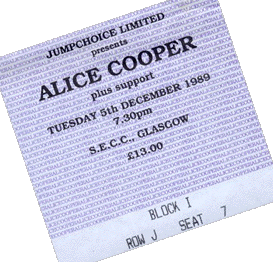 JUMPCHOICE LIMITED
presents
ALICE COOPER
plus support
TUESDAY 5th DECEMBER 1989
7.30pm
S.E.C.C., GLASGOW
£13.00
BLOCK I
ROW J SEAT 7